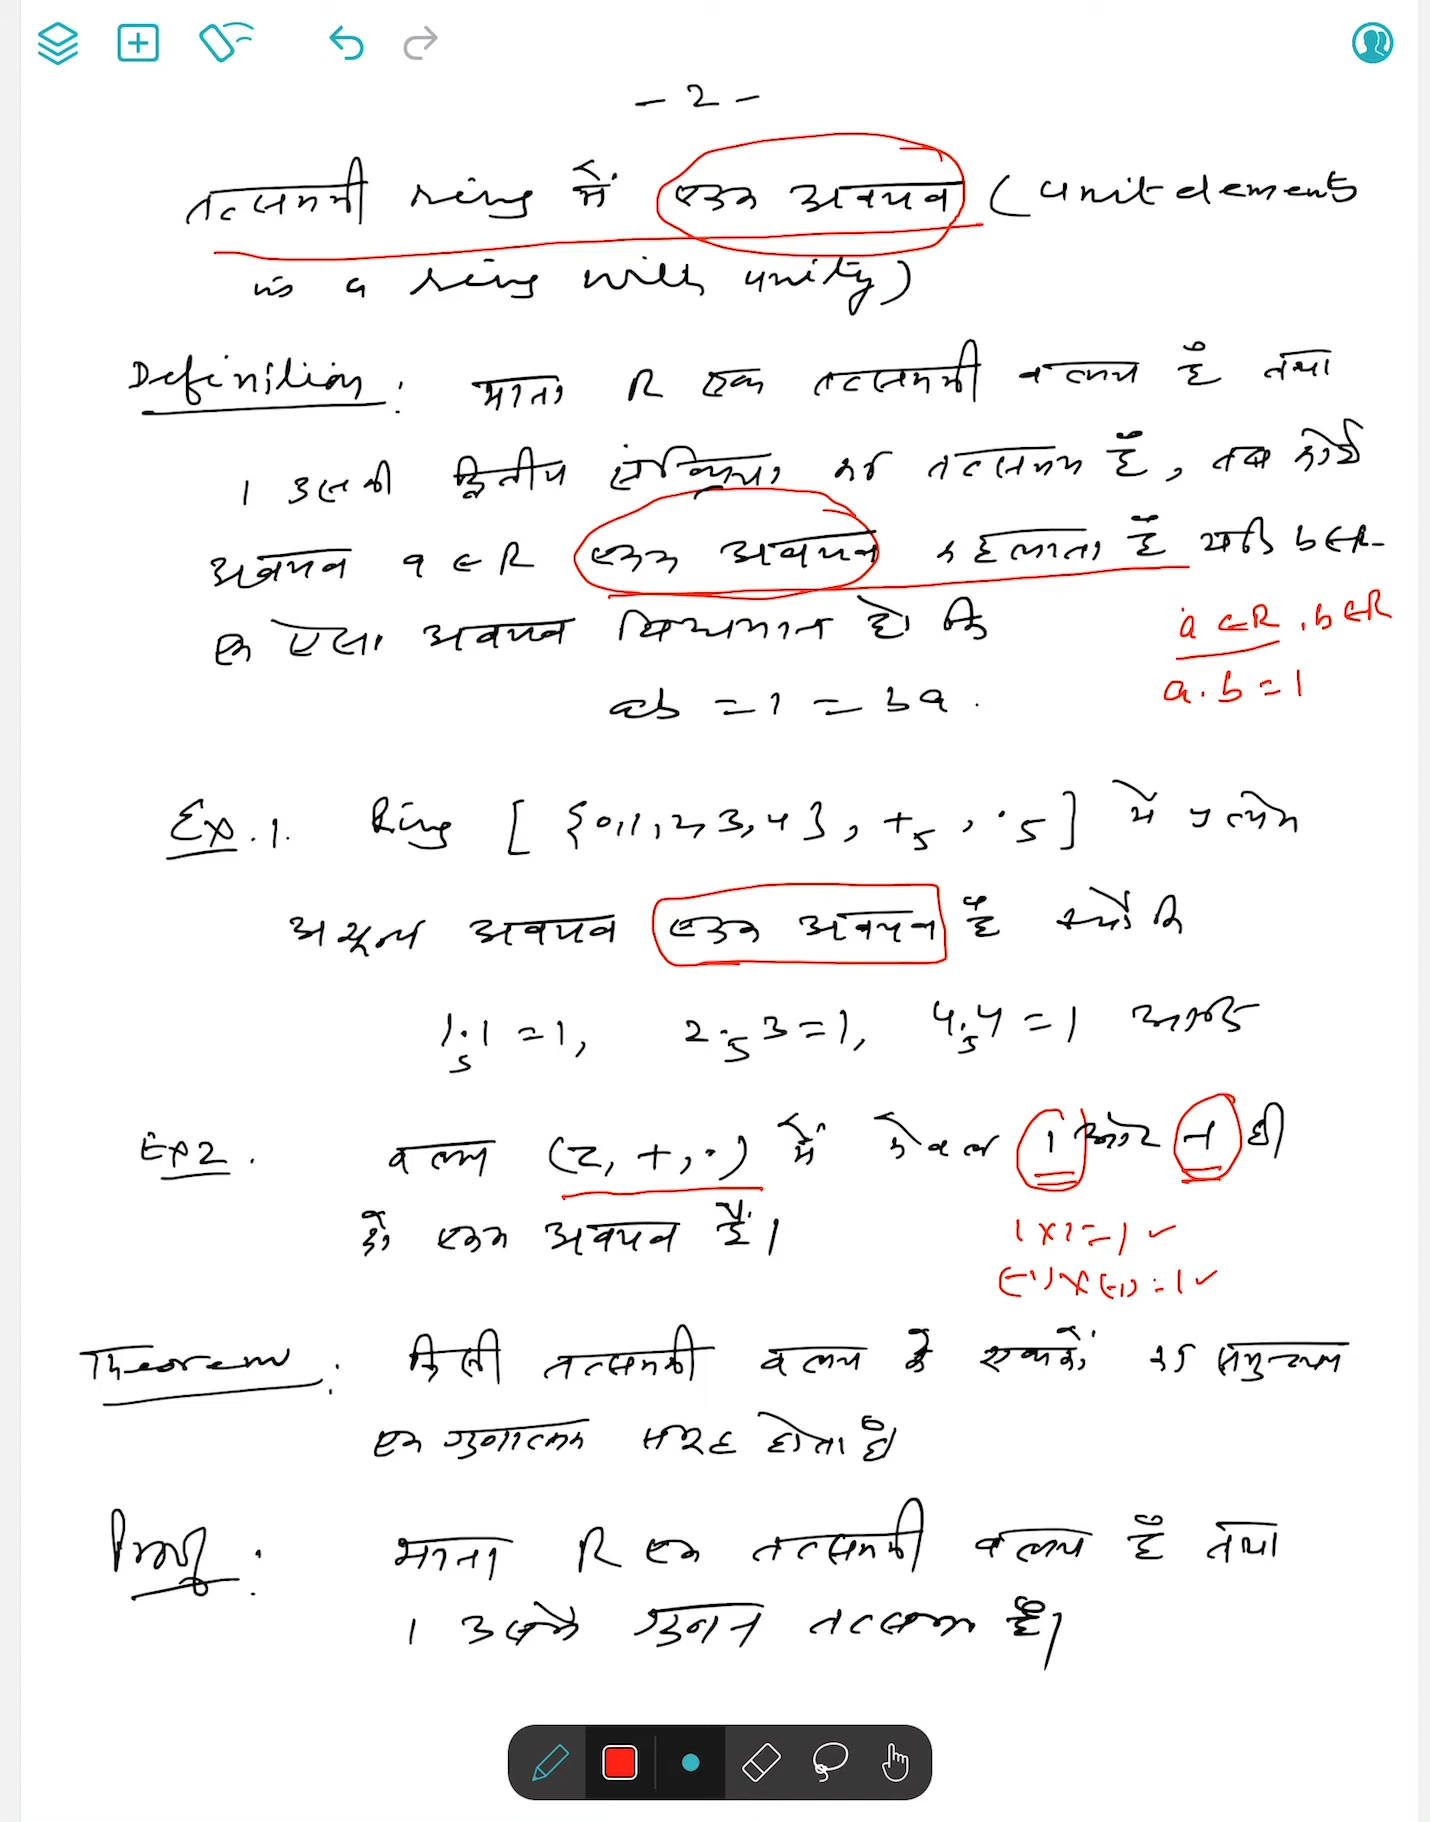 - 2 -
तत्समकी ring में एकक अवयव ( unit elements
in a ring with unity)
Definition : माना R एक तत्समकी वलय है तथा
1 उसकी द्वितीय संक्रिया का तत्समक है, तब कोई
अवयव a ∈ R एकक अवयव कहलाता है यदि b ∈ R
एक ऐसा अवयव विद्यमान हो कि
a ∈ R, b ∈ R
ab = 1 = ba.
a . b = 1
Ex. 1. Ring [ {0,1,2,3,4}, +₅, ·₅ ] में प्रत्येक
अशून्य अवयव एकक अवयव है क्योंकि
1 ·₅ 1 = 1, 2 ·₅ 3 = 1, 4 ·₅ 4 = 1 आदि
Ex 2. वलय (Z, +, ·) में केवल 1 और -1 ही
दो एकक अवयव हैं।
1 x 1 = 1 ✓
(-1) x (-1) = 1 ✓
Theorem : किसी तत्समकी वलय के एककों का समुच्चय
एक गुणात्मक समूह होता है
Proof : माना R एक तत्समकी वलय है तथा
1 उसके गुणन तत्समक है।